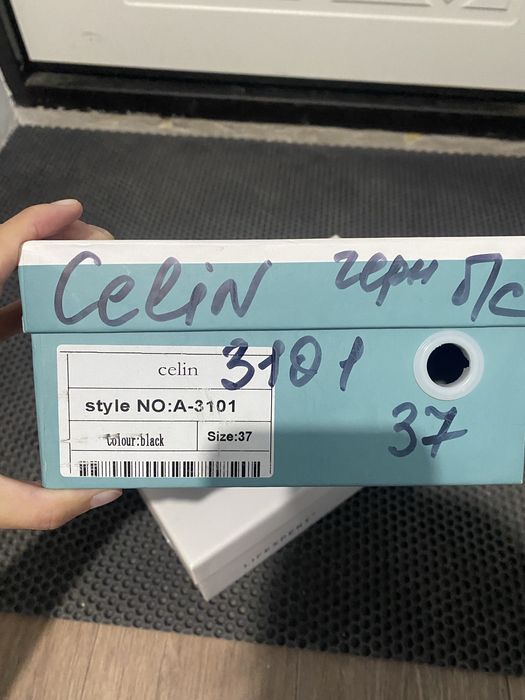 Celin черн п/с
3101
37
celin
style NO:A-3101
Colour:black Size:37